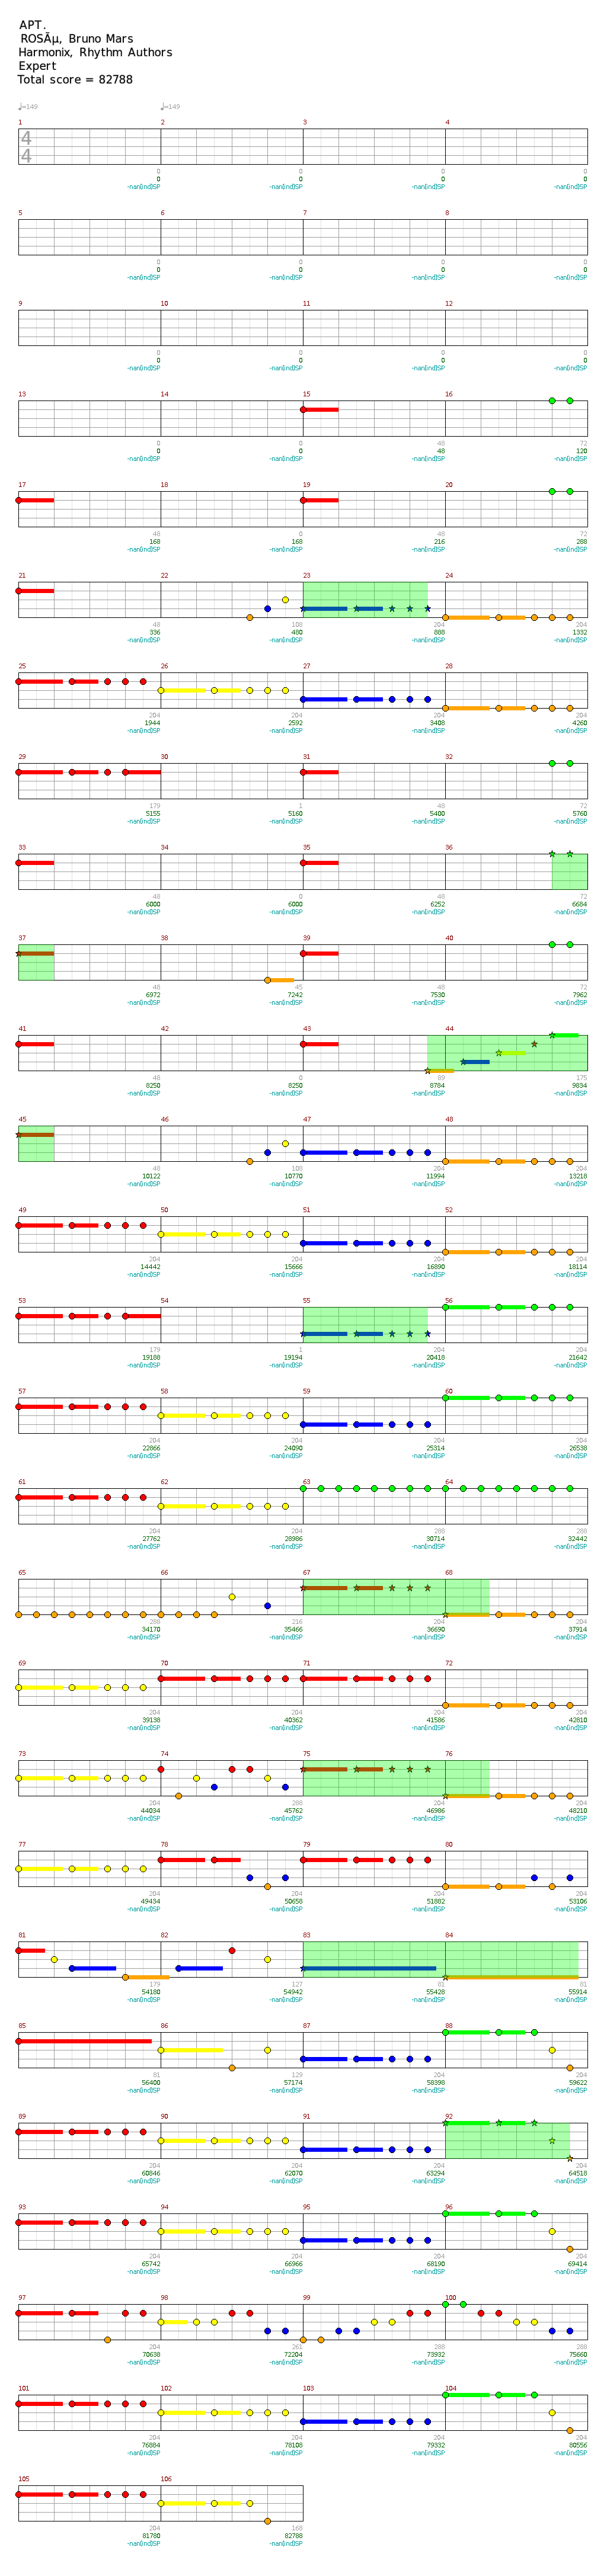 APT.
ROSÃµ, Bruno Mars
Harmonix, Rhythm Authors
Expert
Total score = 82788
♩=149 ♩=149
1 2 3 4
4
4
0 0 0 0
0 0 0 0
-nan(ind)SP -nan(ind)SP -nan(ind)SP -nan(ind)SP
5 6 7 8
0 0 0 0
0 0 0 0
-nan(ind)SP -nan(ind)SP -nan(ind)SP -nan(ind)SP
9 10 11 12
0 0 0 0
0 0 0 0
-nan(ind)SP -nan(ind)SP -nan(ind)SP -nan(ind)SP
13 14 15 16
0 0 48 72
0 0 48 120
-nan(ind)SP -nan(ind)SP -nan(ind)SP -nan(ind)SP
17 18 19 20
48 0 48 72
168 168 216 288
-nan(ind)SP -nan(ind)SP -nan(ind)SP -nan(ind)SP
21 22 23 24
48 108 204 204
336 480 888 1332
-nan(ind)SP -nan(ind)SP -nan(ind)SP -nan(ind)SP
25 26 27 28
204 204 204 204
1944 2592 3408 4260
-nan(ind)SP -nan(ind)SP -nan(ind)SP -nan(ind)SP
29 30 31 32
179 1 48 72
5155 5160 5400 5760
-nan(ind)SP -nan(ind)SP -nan(ind)SP -nan(ind)SP
33 34 35 36
48 0 48 72
6000 6000 6252 6684
-nan(ind)SP -nan(ind)SP -nan(ind)SP -nan(ind)SP
37 38 39 40
48 45 48 72
6972 7242 7530 7962
-nan(ind)SP -nan(ind)SP -nan(ind)SP -nan(ind)SP
41 42 43 44
48 0 89 175
8250 8250 8784 9834
-nan(ind)SP -nan(ind)SP -nan(ind)SP -nan(ind)SP
45 46 47 48
48 108 204 204
10122 10770 11994 13218
-nan(ind)SP -nan(ind)SP -nan(ind)SP -nan(ind)SP
49 50 51 52
204 204 204 204
14442 15666 16890 18114
-nan(ind)SP -nan(ind)SP -nan(ind)SP -nan(ind)SP
53 54 55 56
179 1 204 204
19188 19194 20418 21642
-nan(ind)SP -nan(ind)SP -nan(ind)SP -nan(ind)SP
57 58 59 60
204 204 204 204
22866 24090 25314 26538
-nan(ind)SP -nan(ind)SP -nan(ind)SP -nan(ind)SP
61 62 63 64
204 204 288 288
27762 28986 30714 32442
-nan(ind)SP -nan(ind)SP -nan(ind)SP -nan(ind)SP
65 66 67 68
288 216 204 204
34170 35466 36690 37914
-nan(ind)SP -nan(ind)SP -nan(ind)SP -nan(ind)SP
69 70 71 72
204 204 204 204
39138 40362 41586 42810
-nan(ind)SP -nan(ind)SP -nan(ind)SP -nan(ind)SP
73 74 75 76
204 288 204 204
44034 45762 46986 48210
-nan(ind)SP -nan(ind)SP -nan(ind)SP -nan(ind)SP
77 78 79 80
204 204 204 204
49434 50658 51882 53106
-nan(ind)SP -nan(ind)SP -nan(ind)SP -nan(ind)SP
81 82 83 84
179 127 81 81
54180 54942 55428 55914
-nan(ind)SP -nan(ind)SP -nan(ind)SP -nan(ind)SP
85 86 87 88
81 129 204 204
56400 57174 58398 59622
-nan(ind)SP -nan(ind)SP -nan(ind)SP -nan(ind)SP
89 90 91 92
204 204 204 204
60846 62070 63294 64518
-nan(ind)SP -nan(ind)SP -nan(ind)SP -nan(ind)SP
93 94 95 96
204 204 204 204
65742 66966 68190 69414
-nan(ind)SP -nan(ind)SP -nan(ind)SP -nan(ind)SP
97 98 99 100
204 261 288 288
70638 72204 73932 75660
-nan(ind)SP -nan(ind)SP -nan(ind)SP -nan(ind)SP
101 102 103 104
204 204 204 204
76884 78108 79332 80556
-nan(ind)SP -nan(ind)SP -nan(ind)SP -nan(ind)SP
105 106
204 168
81780 82788
-nan(ind)SP -nan(ind)SP